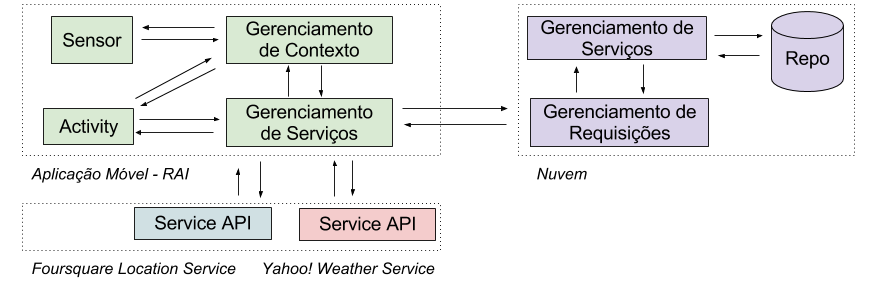 Sensor
Gerenciamento
de Contexto
Activity
Gerenciamento
de Serviços
Aplicação Móvel - RAI
Gerenciamento de
Serviços
Repo
Gerenciamento de
Requisições
Nuvem
Service API
Service API
Foursquare Location Service
Yahoo! Weather Service